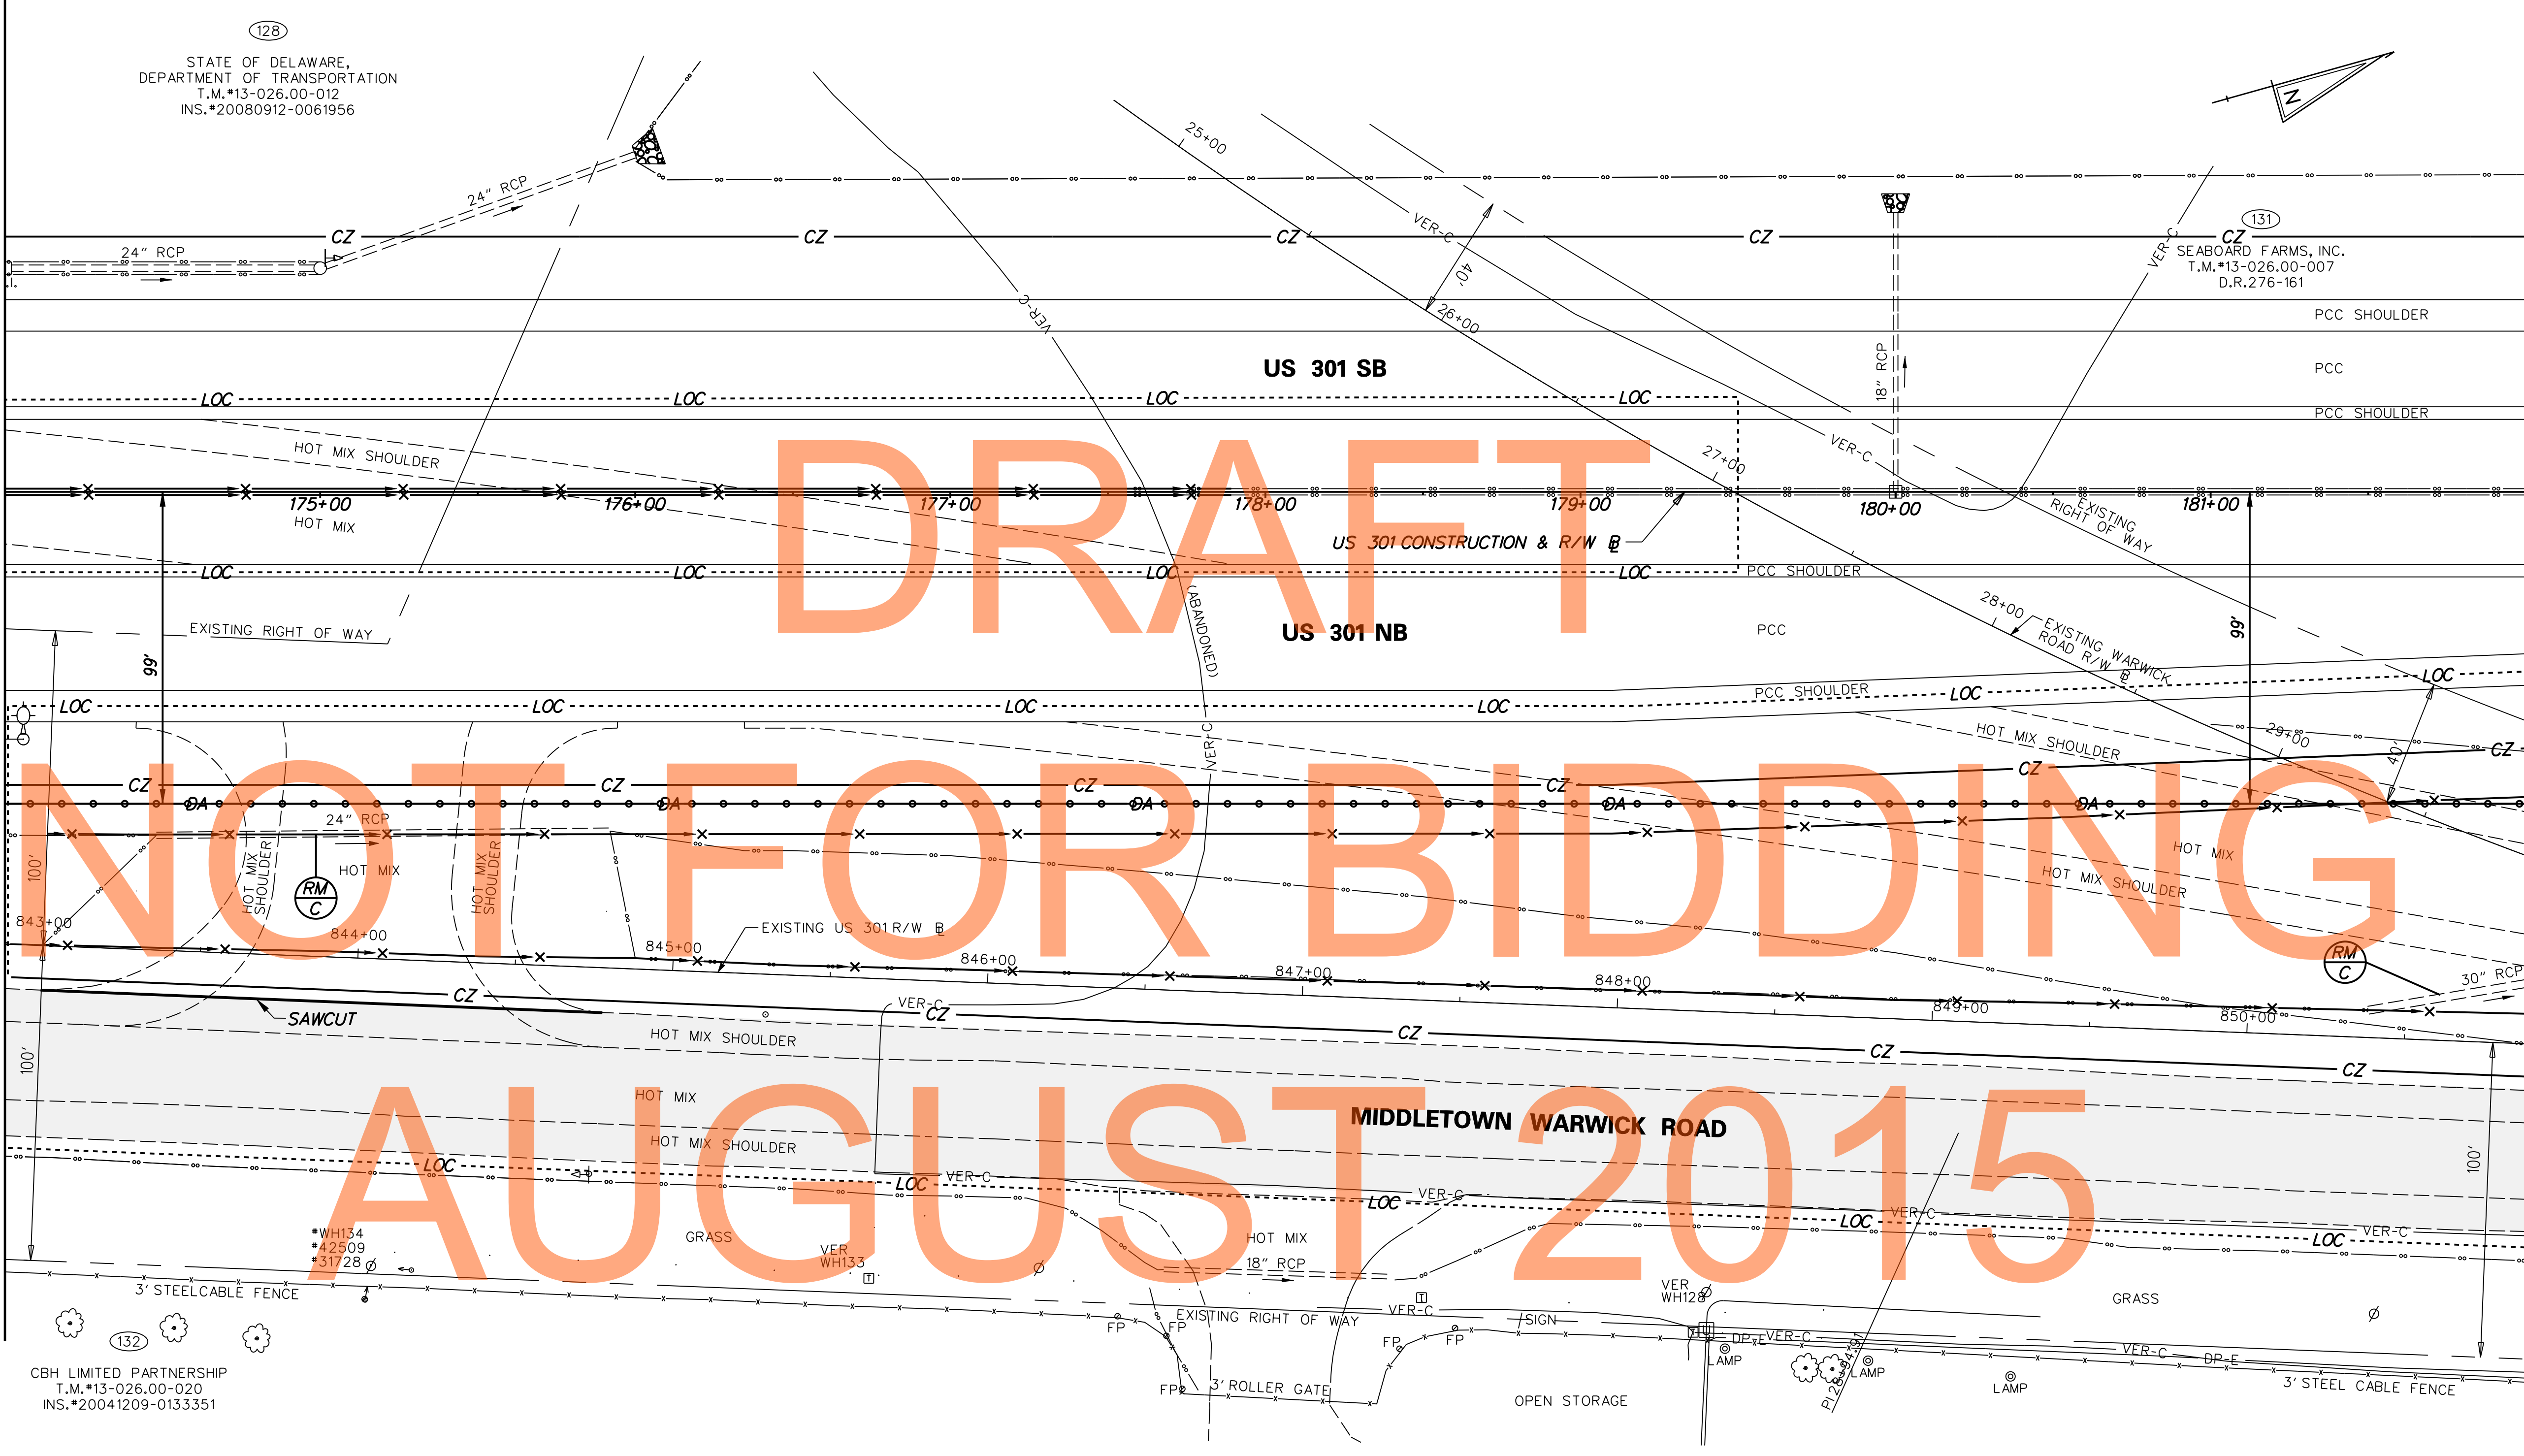 128
STATE OF DELAWARE,
DEPARTMENT OF TRANSPORTATION
T.M.#13-026.00-012
INS.#20080912-0061956
N
25+00
24" RCP
24" RCP
VER-C
40'
26+00
131
SEABOARD FARMS, INC.
T.M.#13-026.00-007
D.R.276-161
CZ CZ CZ CZ CZ
VER-C
VER-C
PCC SHOULDER
18" RCP
US 301 SB
PCC
LOC LOC LOC LOC
PCC SHOULDER
HOT MIX SHOULDER
VER-C
27+00
175+00 176+00 177+00 178+00 179+00 180+00 181+00
HOT MIX
EXISTING
RIGHT OF WAY
US 301 CONSTRUCTION & R/W BL
LOC LOC LOC LOC
PCC SHOULDER
(ABANDONED)
28+00
EXISTING WARWICK
ROAD R/W BL
EXISTING RIGHT OF WAY
US 301 NB
PCC
99'
99'
DRAFT
LOC LOC LOC LOC LOC LOC
PCC SHOULDER
VER-C
HOT MIX SHOULDER
29+00
40'
CZ CZ CZ CZ CZ CZ
DA DA DA DA DA
24" RCP
HOT MIX
SHOULDER
HOT MIX
HOT MIX
SHOULDER
RM
C
100'
HOT MIX
HOT MIX SHOULDER
NOT FOR BIDDING
843+00 844+00 845+00 846+00 847+00 848+00 849+00 850+00
EXISTING US 301 R/W BL
RM
C
30" RCP
SAWCUT
CZ CZ CZ CZ CZ
VER-C
HOT MIX SHOULDER
100'
HOT MIX
MIDDLETOWN WARWICK ROAD
HOT MIX SHOULDER
100'
LOC LOC LOC LOC LOC
VER-C VER-C VER-C VER-C
AUGUST 2015
#WH134
#42509
#31728
GRASS
VER
WH133
HOT MIX
18" RCP
VER
WH128
GRASS
3' STEELCABLE FENCE
EXISTING RIGHT OF WAY
VER-C
SIGN
FP FP FP FP
DP-E VER-C
VER-C DP-E
LAMP LAMP LAMP
132
CBH LIMITED PARTNERSHIP
T.M.#13-026.00-020
INS.#20041209-0133351
FP
3' ROLLER GATE
OPEN STORAGE
3' STEEL CABLE FENCE